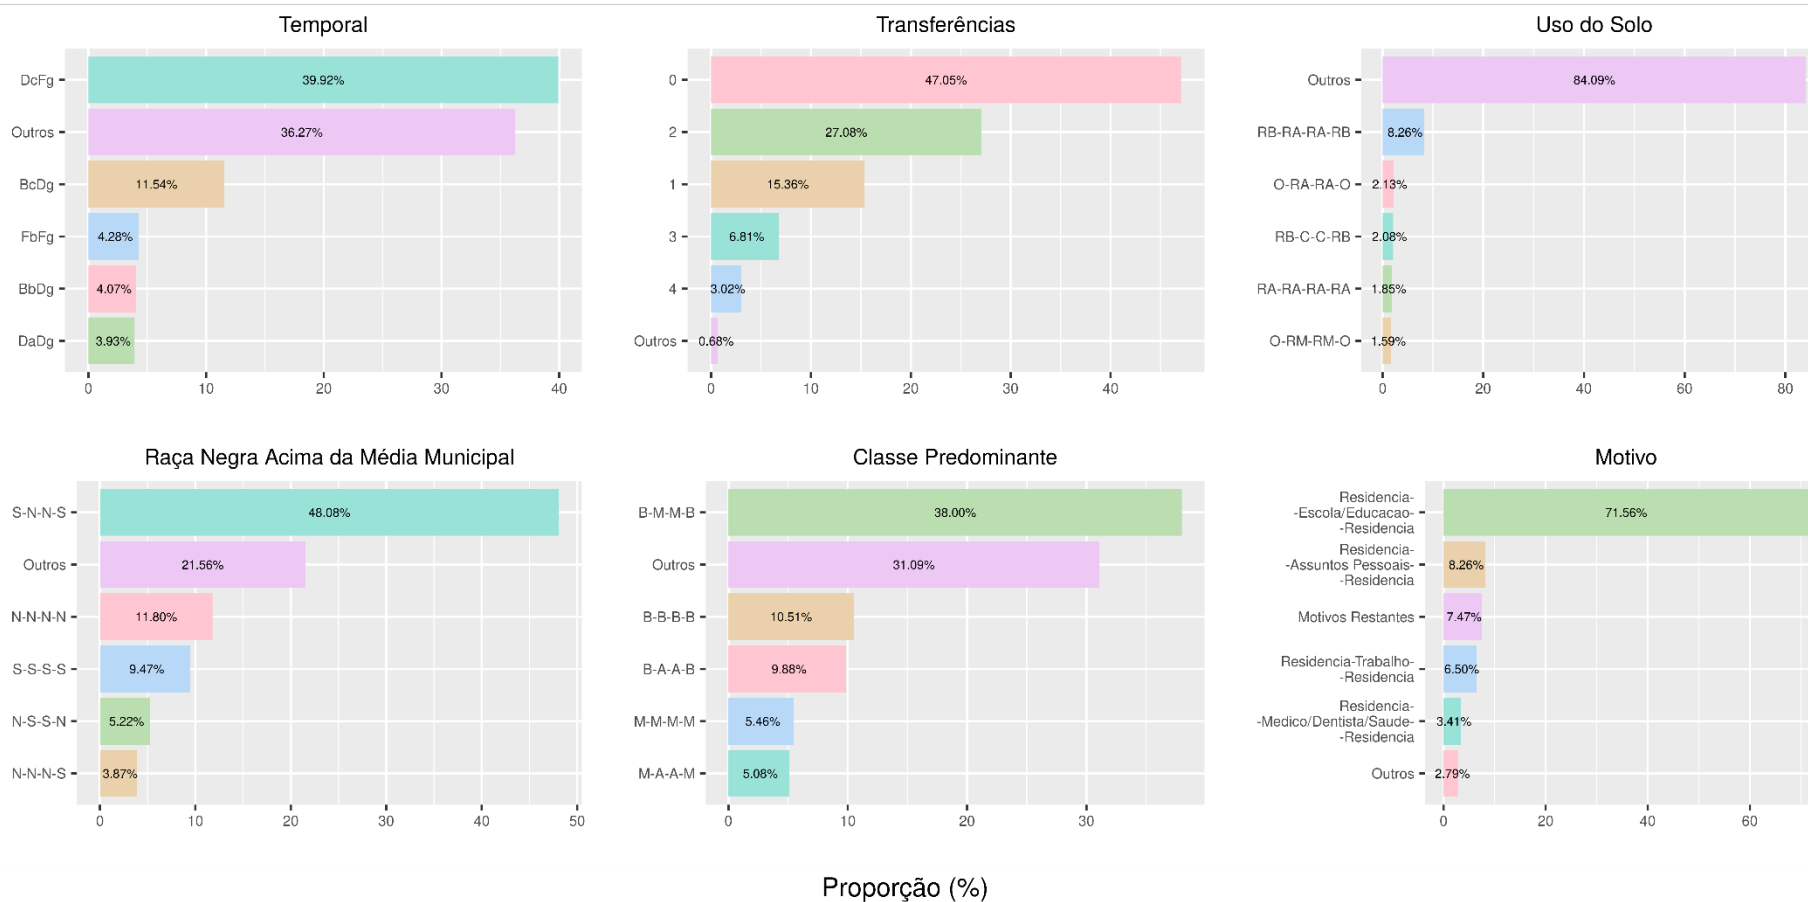 Temporal
DcFg
39.92%
Outros
36.27%
BcDg
11.54%
FbFg
4.28%
BbDg
4.07%
DaDg
3.93%
0 10 20 30 40
Transferências
0
47.05%
2
27.08%
1
15.36%
3
6.81%
4
3.02%
Outros
0.68%
0 10 20 30 40
Uso do Solo
Outros
84.09%
RB-RA-RA-RB
8.26%
O-RA-RA-O
2.13%
RB-C-C-RB
2.08%
RA-RA-RA-RA
1.85%
O-RM-RM-O
1.59%
0 20 40 60 80
Raça Negra Acima da Média Municipal
S-N-N-S
48.08%
Outros
21.56%
N-N-N-N
11.80%
S-S-S-S
9.47%
N-S-S-N
5.22%
N-N-N-S
3.87%
0 10 20 30 40 50
Classe Predominante
B-M-M-B
38.00%
Outros
31.09%
B-B-B-B
10.51%
B-A-A-B
9.88%
M-M-M-M
5.46%
M-A-A-M
5.08%
0 10 20 30
Motivo
Residencia-
-Escola/Educacao-
-Residencia
71.56%
Residencia-
-Assuntos Pessoais-
-Residencia
8.26%
Motivos Restantes
7.47%
Residencia-Trabalho-
-Residencia
6.50%
Residencia-
-Medico/Dentista/Saude-
-Residencia
3.41%
Outros
2.79%
0 20 40 60
Proporção (%)